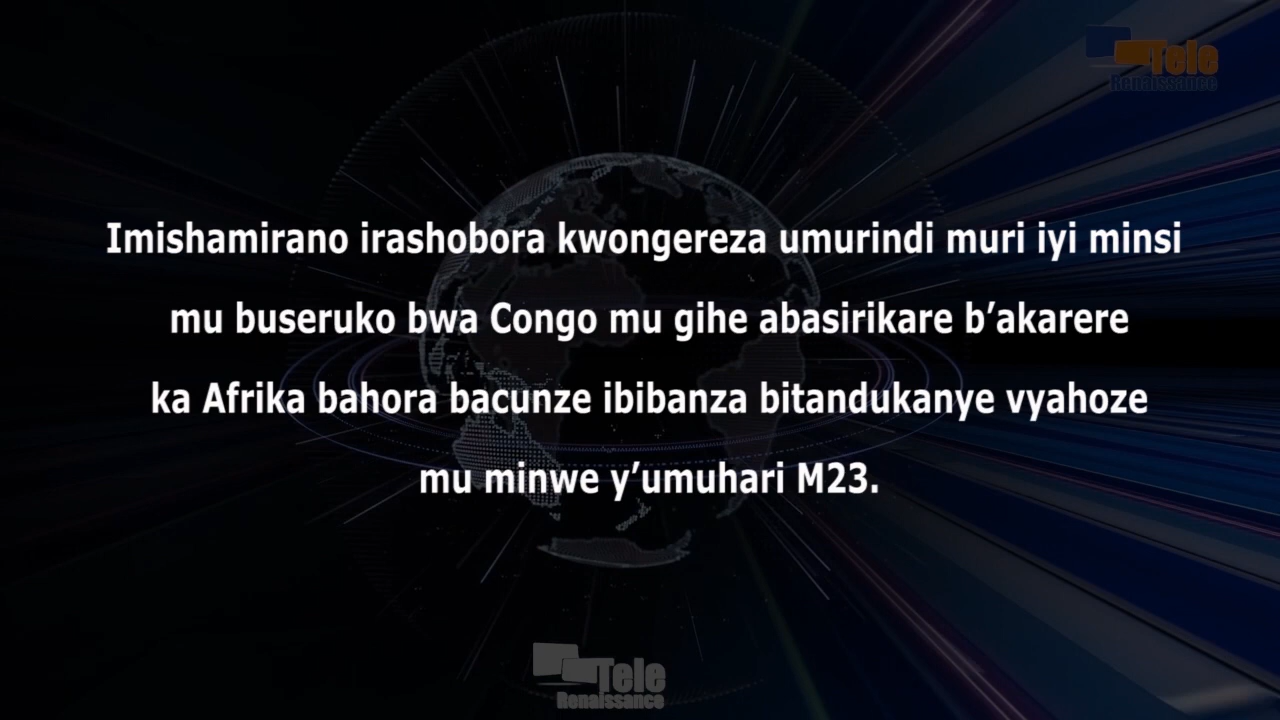 Tele
Renaissance
Imishamirano irashobora kwongereza umurindi muri iyi minsi
mu buseruko bwa Congo mu gihe abasirikare b’akarere
ka Afrika bahora bacunze ibibanza bitandukanye vyahoze
mu minwe y’umuhari M23.
Tele
Renaissance